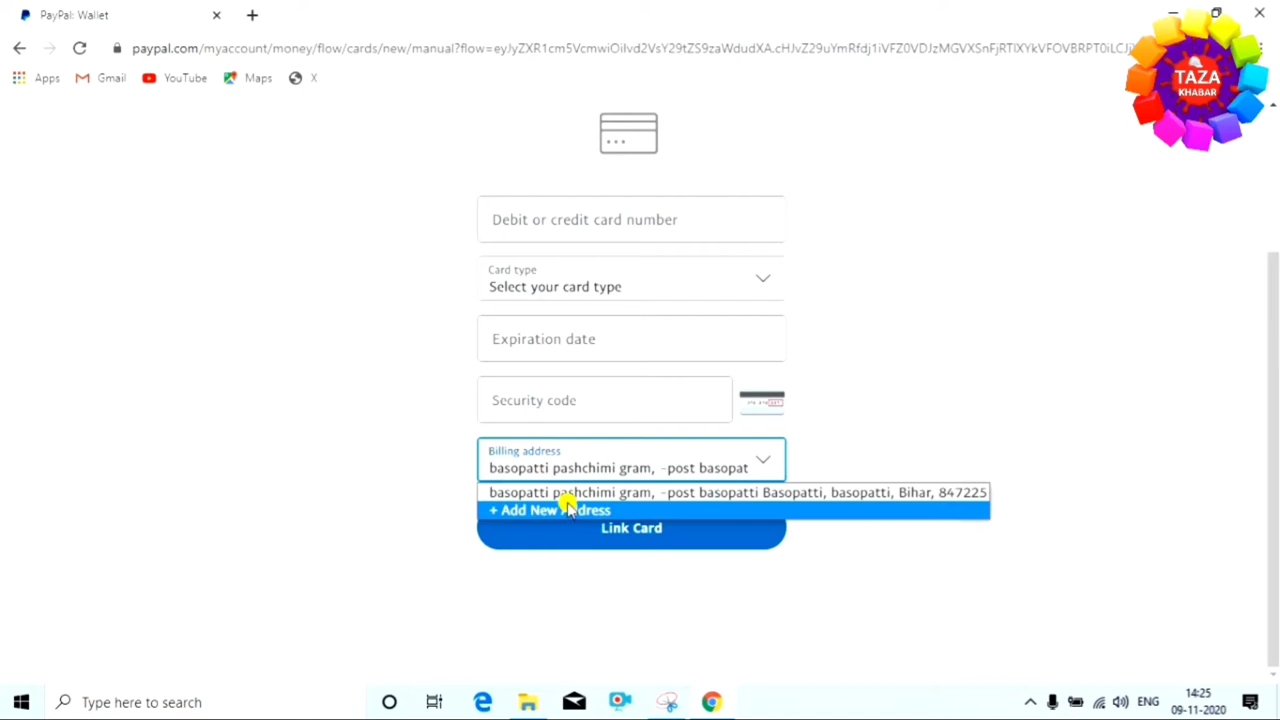 PayPal: Wallet
paypal.com/myaccount/money/flow/cards/new/manual?flow=
Apps Gmail YouTube Maps X
TAZA
KHABAR
Debit or credit card number
Card type
Select your card type
Expiration date
Security code
Billing address
basopatti pashchimi gram, -post basopat
basopatti pashchimi gram, -post basopatti Basopatti, basopatti, Bihar, 847225
+ Add New Address
Link Card
Type here to search
ENG
14:25
09-11-2020